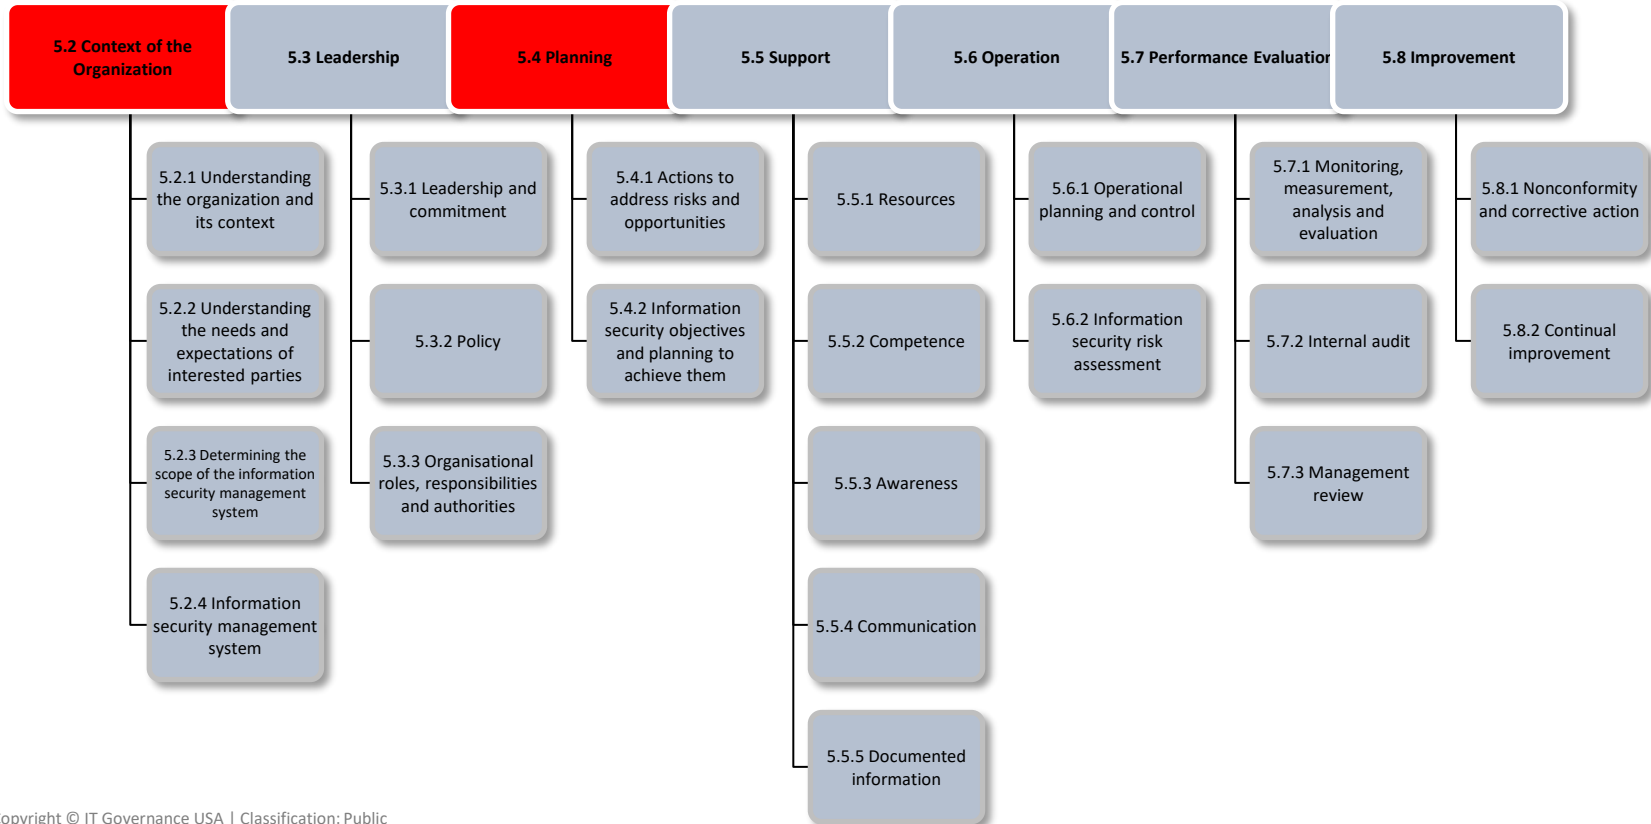 5.2 Context of the
Organization
5.3 Leadership
5.4 Planning
5.5 Support
5.6 Operation
5.7 Performance Evaluation
5.8 Improvement
5.2.1 Understanding
the organization and
its context
5.2.2 Understanding
the needs and
expectations of
interested parties
5.2.3 Determining the
scope of the information
security management
system
5.2.4 Information
security management
system
5.3.1 Leadership and
commitment
5.3.2 Policy
5.3.3 Organisational
roles, responsibilities
and authorities
5.4.1 Actions to
address risks and
opportunities
5.4.2 Information
security objectives
and planning to
achieve them
5.5.1 Resources
5.5.2 Competence
5.5.3 Awareness
5.5.4 Communication
5.5.5 Documented
information
5.6.1 Operational
planning and control
5.6.2 Information
security risk
assessment
5.7.1 Monitoring,
measurement,
analysis and
evaluation
5.7.2 Internal audit
5.7.3 Management
review
5.8.1 Nonconformity
and corrective action
5.8.2 Continual
improvement
Copyright © IT Governance USA | Classification: Public